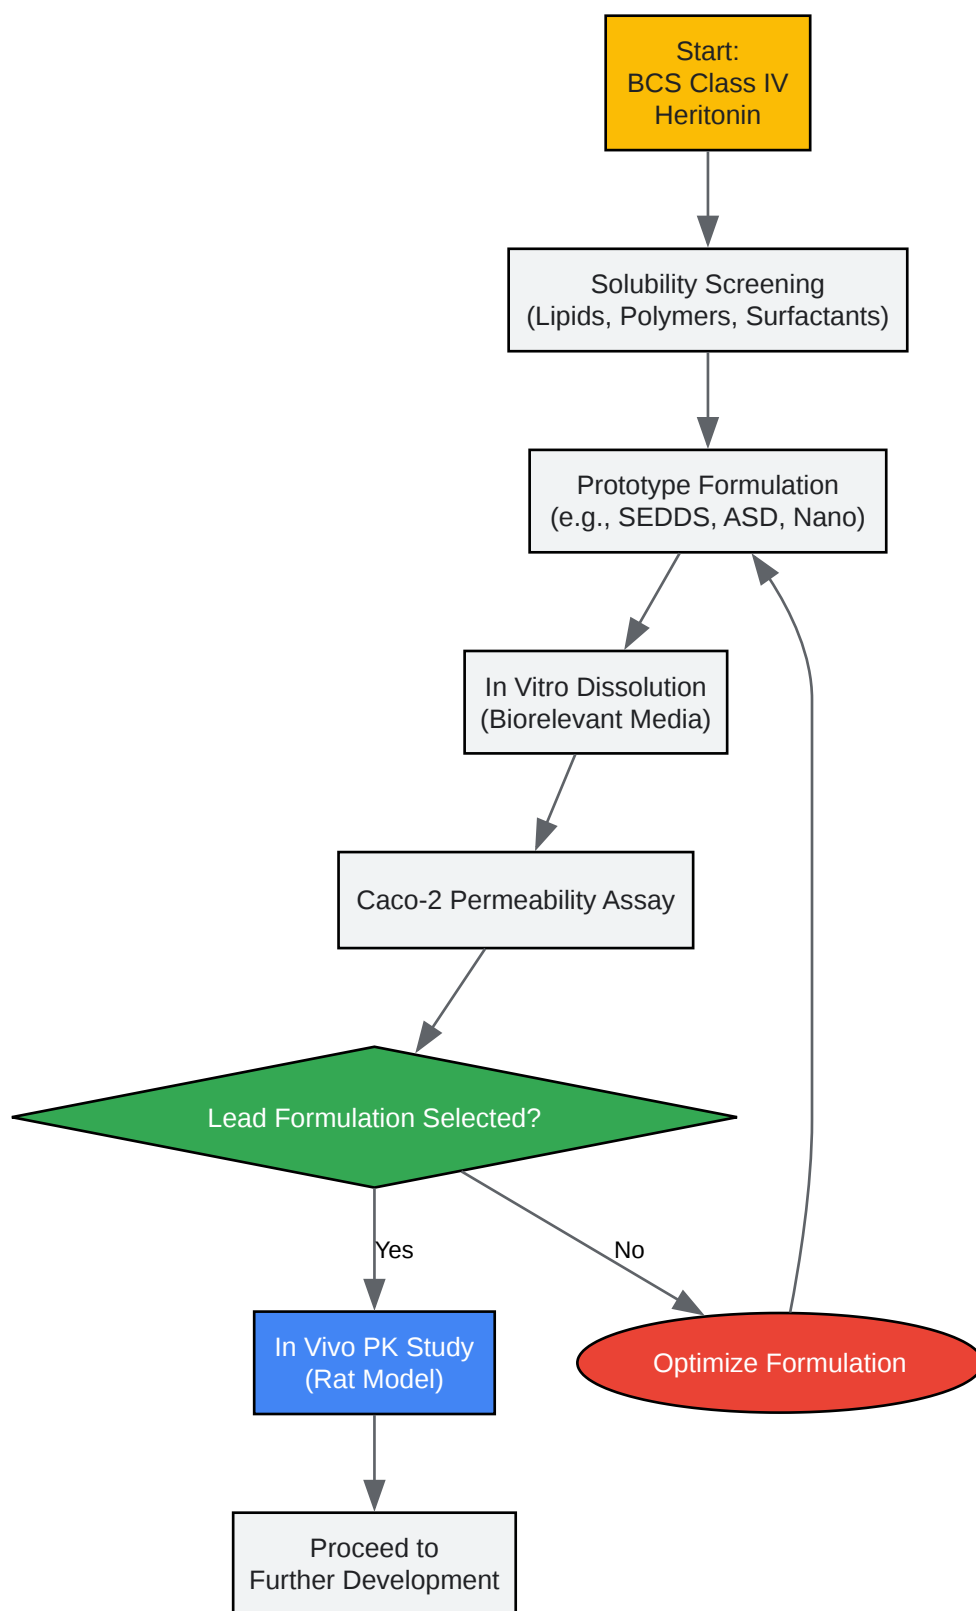 Start:
BCS Class IV
Heritonin
Solubility Screening
(Lipids, Polymers, Surfactants)
Prototype Formulation
(e.g., SEDDS, ASD, Nano)
In Vitro Dissolution
(Biorelevant Media)
Caco-2 Permeability Assay
Lead Formulation Selected?
Yes
No
In Vivo PK Study
(Rat Model)
Optimize Formulation
Proceed to
Further Development